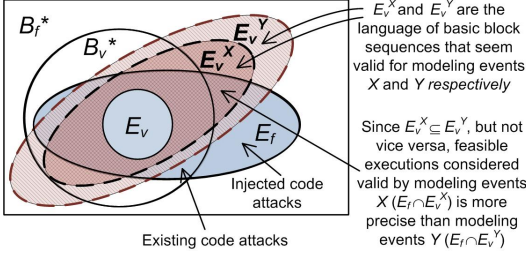 B_f*
B_v*
E_v^Y
E_v^X
E_v
E_f
Injected code
attacks
Existing code attacks
E_v^X and E_v^Y are the
language of basic block
sequences that seem
valid for modeling events
X and Y respectively
Since E_v^X ⊆ E_v^Y, but not
vice versa, feasible
executions considered
valid by modeling events
X (E_f∩E_v^X) is more
precise than modeling
events Y (E_f∩E_v^Y)